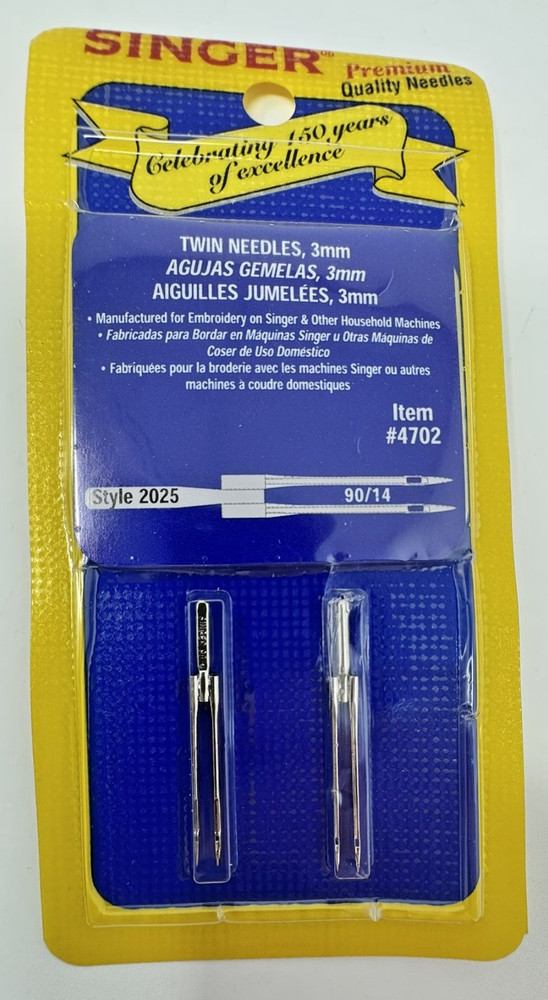 SINGER
Premium
Quality Needles
Celebrating 150 years
of excellence
TWIN NEEDLES, 3mm
AGUJAS GEMELAS, 3mm
AIGUILLES JUMELÉES, 3mm
• Manufactured for Embroidery on Singer & Other Household Machines
• Fabricadas para Bordar en Máquinas Singer u Otras Máquinas de
Coser de Uso Doméstico
• Fabriquées pour la broderie avec les machines Singer ou autres
machines à coudre domestiques
Item
#4702
Style 2025
90/14
SINGER